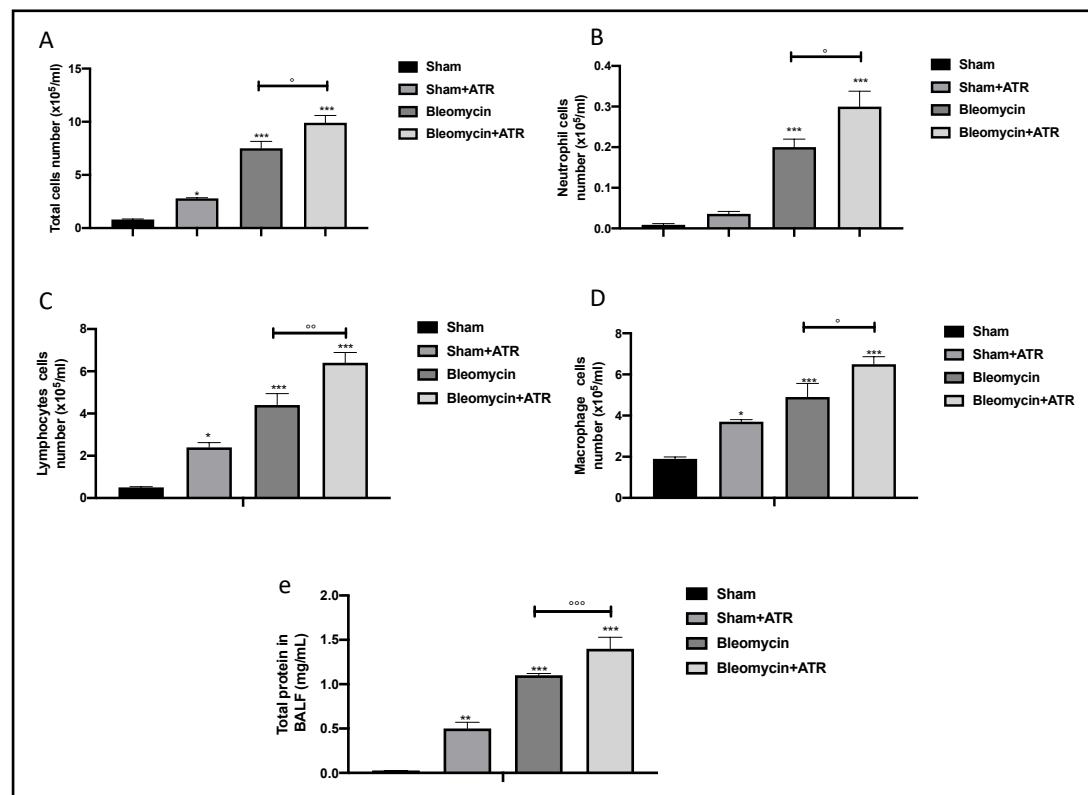 A
Total cells number (x10⁵/ml)
15
10
5
0
*
***
***
°
Sham
Sham+ATR
Bleomycin
Bleomycin+ATR
B
Neutrophil cells
number (x10⁵/ml)
0.4
0.3
0.2
0.1
0.0
***
***
°
Sham
Sham+ATR
Bleomycin
Bleomycin+ATR
C
Lymphocytes cells
number (x10⁵/ml)
8
6
4
2
0
*
***
***
°°
Sham
Sham+ATR
Bleomycin
Bleomycin+ATR
D
Macrophage cells
number (x10⁵/ml)
8
6
4
2
0
*
***
***
°
Sham
Sham+ATR
Bleomycin
Bleomycin+ATR
e
Total protein in
BALF (mg/mL)
2.0
1.5
1.0
0.5
0.0
**
***
***
°°°
Sham
Sham+ATR
Bleomycin
Bleomycin+ATR